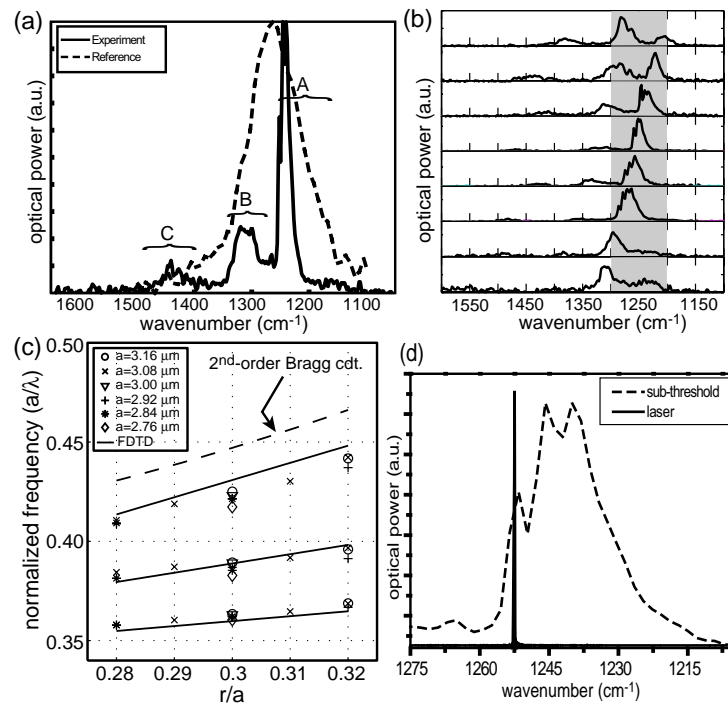 (a)
Experiment
Reference
A
B
C
optical power (a.u.)
1600 1500 1400 1300 1200 1100
wavenumber (cm⁻¹)
(b)
optical power (a.u.)
1550 1450 1350 1250 1150
wavenumber (cm⁻¹)
(c)
0.50
0.45
0.40
0.35
normalized frequency (a/λ)
a=3.16 μm
a=3.08 μm
a=3.00 μm
a=2.92 μm
a=2.84 μm
a=2.76 μm
FDTD
2nd-order Bragg cdt.
0.28 0.29 0.3 0.31 0.32
r/a
(d)
sub-threshold
laser
optical power (a.u.)
1275 1260 1245 1230 1215
wavenumber (cm⁻¹)